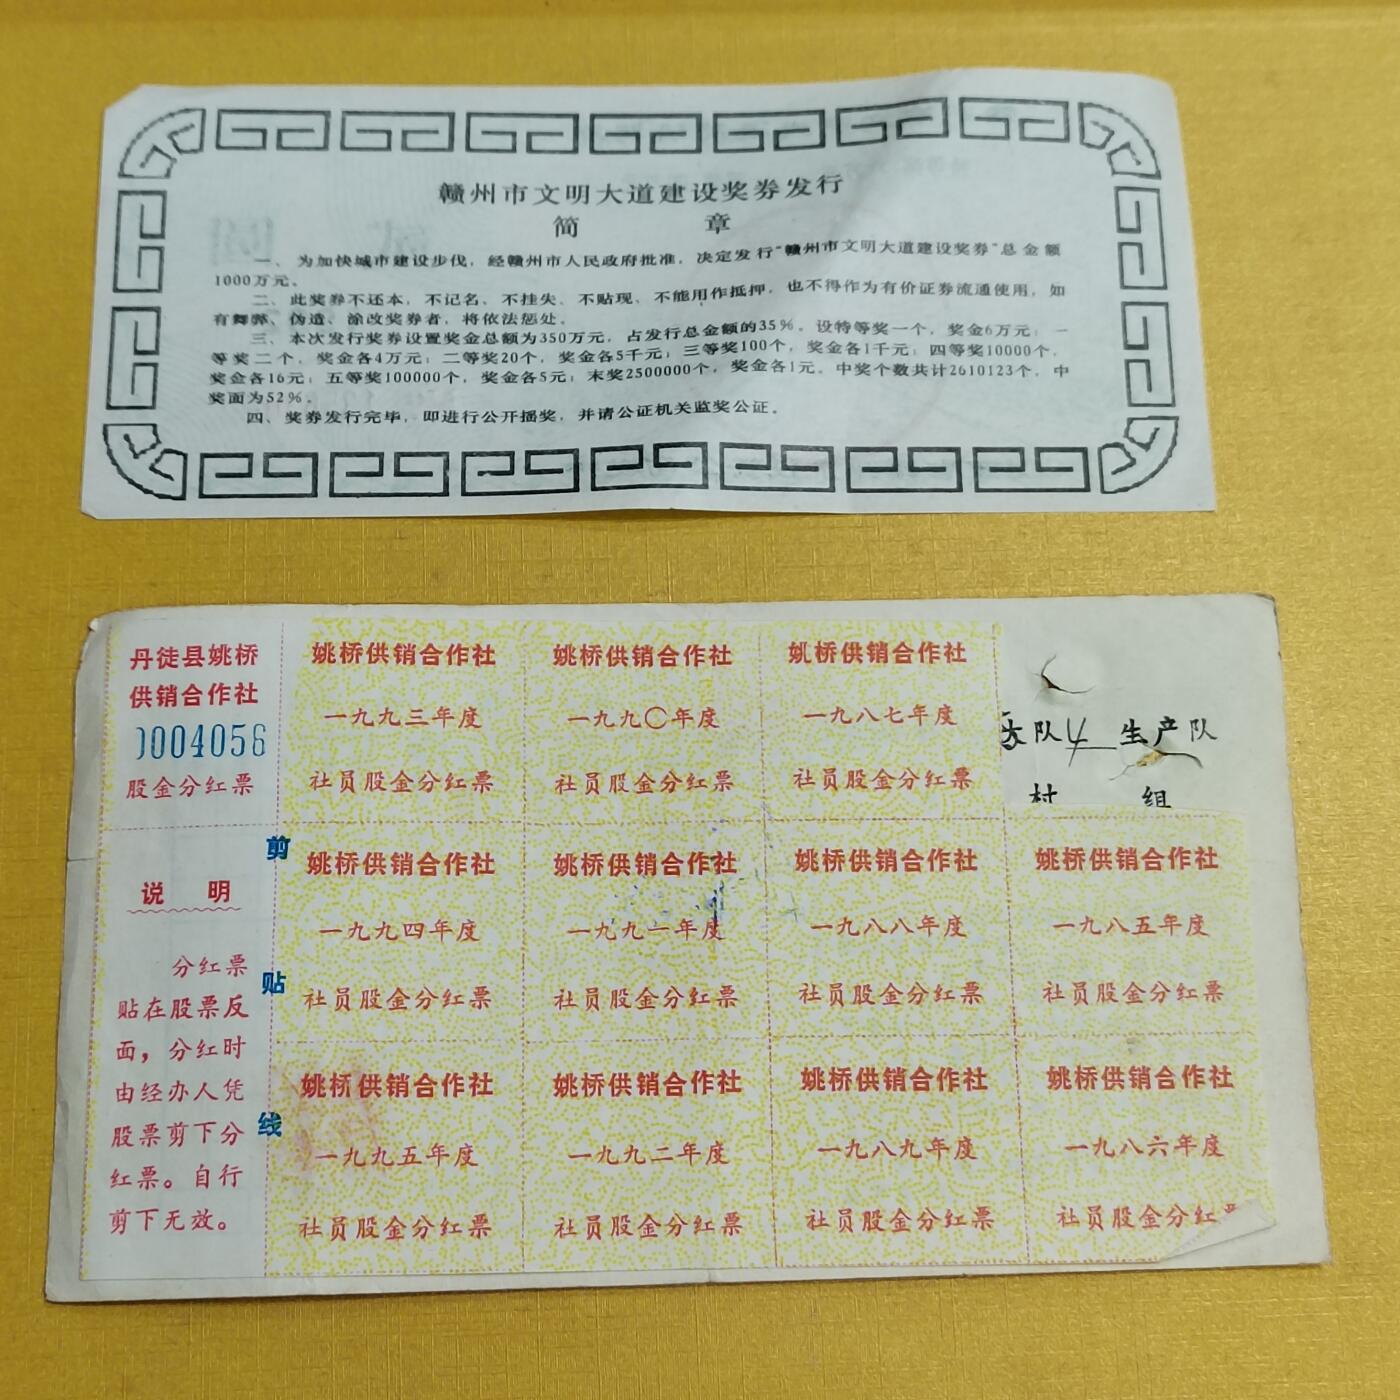 赣州市文明大道建设奖券发行
简 章
一、为加快城市建设步伐，经赣州市人民政府批准，决定发行“赣州市文明大道建设奖券”总金额
1000万元。
二、此奖券不还本，不记名、不挂失、不贴现，不能用作抵押，也不得作为有价证券流通使用，如
有舞弊、伪造、涂改奖券者，将依法惩处。
三、本次发行奖券设置奖金总额为350万元，占发行总金额的35%。设特等奖一个，奖金6万元；一
等奖二个，奖金各4万元；二等奖20个，奖金各5千元；三等奖100个，奖金各1千元；四等奖10000个，
奖金各16元；五等奖100000个，奖金各5元；末奖2500000个，奖金各1元。中奖个数共计2610123个，中
奖面为52%。
四、奖券发行完毕，即进行公开摇奖，并请公证机关监奖公证。
丹徒县姚桥
供销合作社
0004056
股金分红票
说 明
分红票
贴在股票反
面，分红时
由经办人凭
股票剪下分
红票。自行
剪下无效。
剪
贴
线
姚桥供销合作社
一九九三年度
社员股金分红票
姚桥供销合作社
一九九〇年度
社员股金分红票
姚桥供销合作社
一九八七年度
社员股金分红票
队4生产队
村 组
姚桥供销合作社
一九九四年度
社员股金分红票
姚桥供销合作社
一九九一年度
社员股金分红票
姚桥供销合作社
一九八八年度
社员股金分红票
姚桥供销合作社
一九八五年度
社员股金分红票
姚桥供销合作社
一九九五年度
社员股金分红票
姚桥供销合作社
一九九二年度
社员股金分红票
姚桥供销合作社
一九八九年度
社员股金分红票
姚桥供销合作社
一九八六年度
社员股金分红